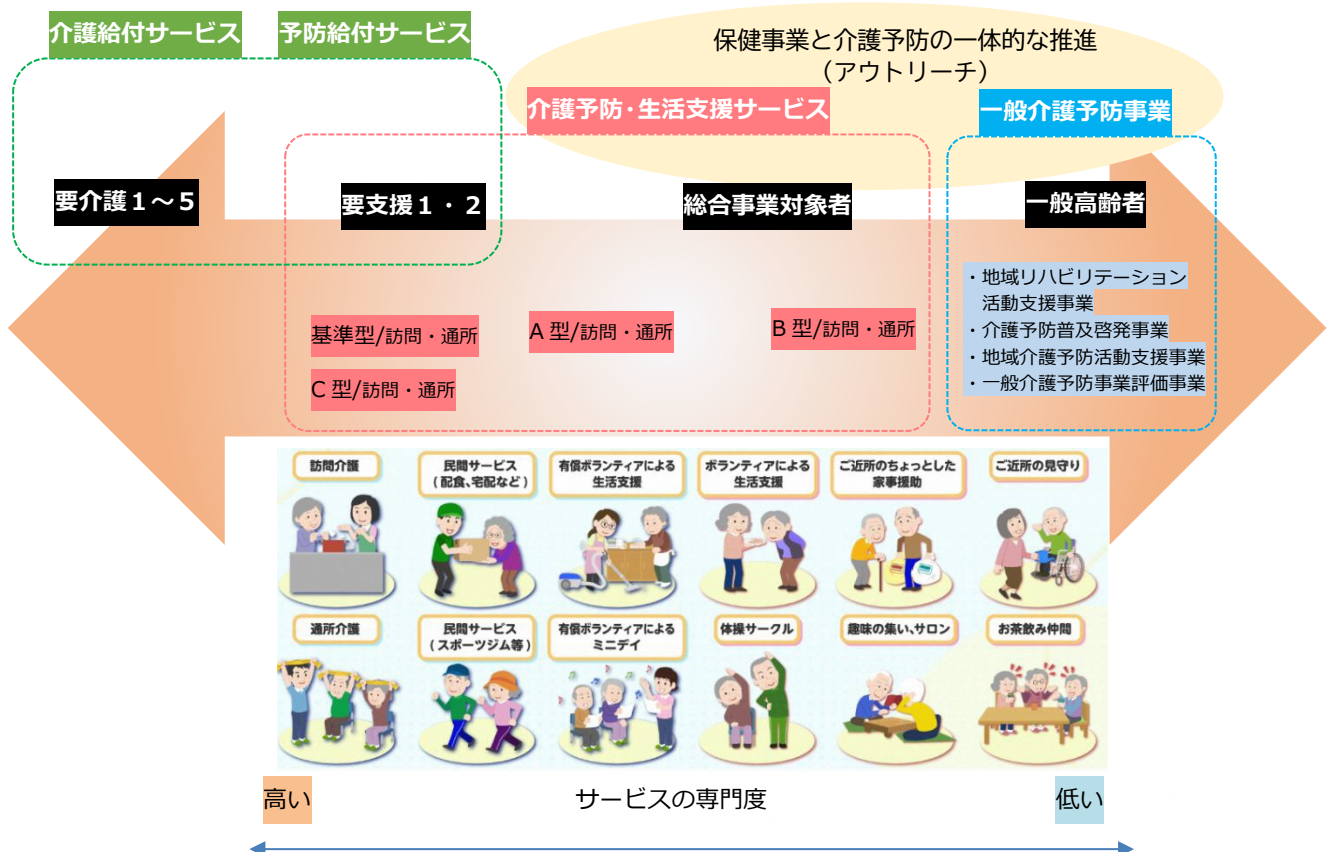 介護給付サービス
予防給付サービス
保健事業と介護予防の一体的な推進
（アウトリーチ）
介護予防・生活支援サービス
一般介護予防事業
要介護１～５
要支援１・２
総合事業対象者
一般高齢者
基準型/訪問・通所
A 型/訪問・通所
B 型/訪問・通所
C 型/訪問・通所
・地域リハビリテーション
活動支援事業
・介護予防普及啓発事業
・地域介護予防活動支援事業
・一般介護予防事業評価事業
訪問介護
民間サービス
（配食、宅配など）
有償ボランティアによる
生活支援
ボランティアによる
生活支援
ご近所のちょっとした
家事援助
ご近所の見守り
通所介護
民間サービス
（スポーツジム等）
有償ボランティアによる
ミニデイ
体操サークル
趣味の集い、サロン
お茶飲み仲間
高い
サービスの専門度
低い